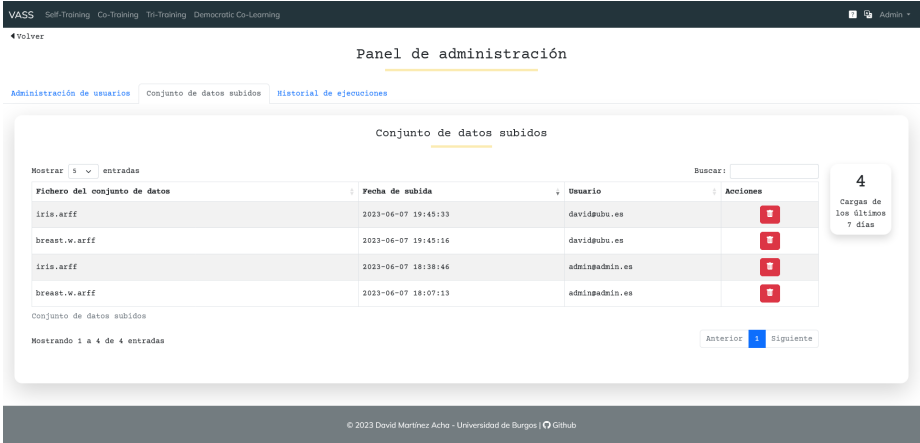 VASS Self-Training Co-Training Tri-Training Democratic Co-Learning Admin
Volver
Panel de administración
Administración de usuarios Conjunto de datos subidos Historial de ejecuciones
Conjunto de datos subidos
Mostrar 5 entradas Buscar:
Fichero del conjunto de datos Fecha de subida Usuario Acciones
iris.arff 2023-06-07 19:45:33 david@ubu.es
breast.w.arff 2023-06-07 19:45:16 david@ubu.es
iris.arff 2023-06-07 18:38:46 admin@admin.es
breast.w.arff 2023-06-07 18:07:13 admin@admin.es
Conjunto de datos subidos
Mostrando 1 a 4 de 4 entradas
Anterior 1 Siguiente
4
Cargas de
los últimos
7 días
© 2023 David Martínez Acha - Universidad de Burgos | Github